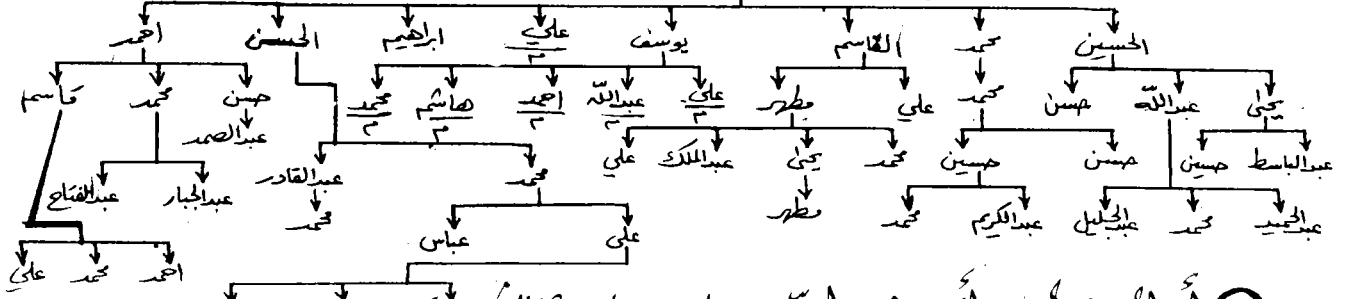 الحسين محمد القاسم يوسف علي ابراهيم الحسن احمد
يحيى عبدالله حسن محمد علي مطهر علي عبدالله احمد هاشم محمد حسن محمد قاسم
عبدالصمد
عبدالباسط حسين حسن حسين محمد يحيى عبدالملك علي محمد عبدالقادر عبدالجبار عبدالفتاح
عبدالحميد محمد عبدالجليل عبدالكريم محمد مطهر محمد
علي عباس
احمد محمد علي